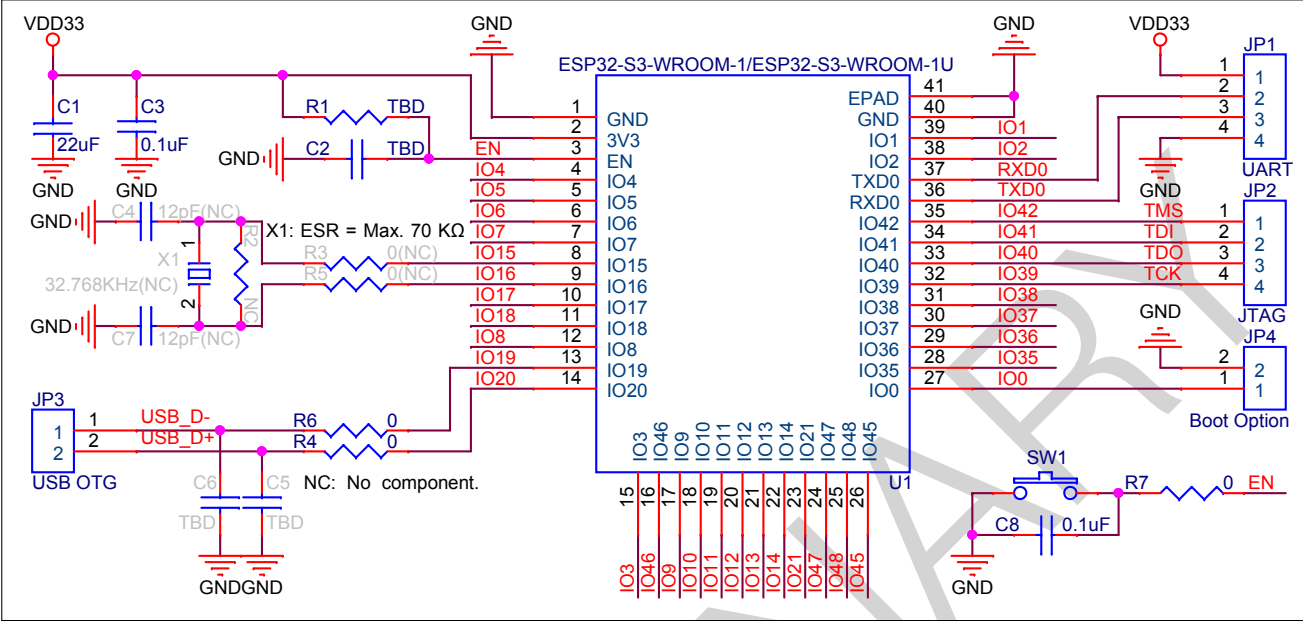 VDD33
GND
GND
VDD33
JP1
ESP32-S3-WROOM-1/ESP32-S3-WROOM-1U
C1
22uF
GND
C3
0.1uF
GND
R1 TBD
GND C2 TBD
EN
IO4
IO5
IO6
IO7
IO15
IO16
IO17
IO18
IO8
IO19
IO20
1 GND
2 3V3
3 EN
4 IO4
5 IO5
6 IO6
7 IO7
8 IO15
9 IO16
10 IO17
11 IO18
12 IO8
13 IO19
14 IO20
EPAD 41
GND 40
IO1 39 IO1
IO2 38 IO2
TXD0 37 RXD0
RXD0 36 TXD0
IO42 35 IO42 TMS
IO41 34 IO41 TDI
IO40 33 IO40 TDO
IO39 32 IO39 TCK
IO38 31 IO38
IO37 30 IO37
IO36 29 IO36
IO35 28 IO35
IO0 27 IO0
1 1
2 2
3 3
4 4
UART
GND
JP2
1 1
2 2
3 3
4 4
JTAG
GND
JP4
2 2
1 1
Boot Option
GND C4 12pF(NC)
X1: ESR = Max. 70 KΩ
1
X1
32.768KHz(NC)
2
R2
NC
R3 0(NC)
R5 0(NC)
GND C7 12pF(NC)
JP3
1 1 USB_D-
2 2 USB_D+
USB OTG
R6 0
R4 0
C6
TBD
C5
TBD
GND GND
NC: No component.
IO3
IO46
IO9
IO10
IO11
IO12
IO13
IO14
IO21
IO47
IO48
IO45
U1
15
16
17
18
19
20
21
22
23
24
25
26
IO3
IO46
IO9
IO10
IO11
IO12
IO13
IO14
IO21
IO47
IO48
IO45
SW1
R7 0 EN
C8 0.1uF
GND